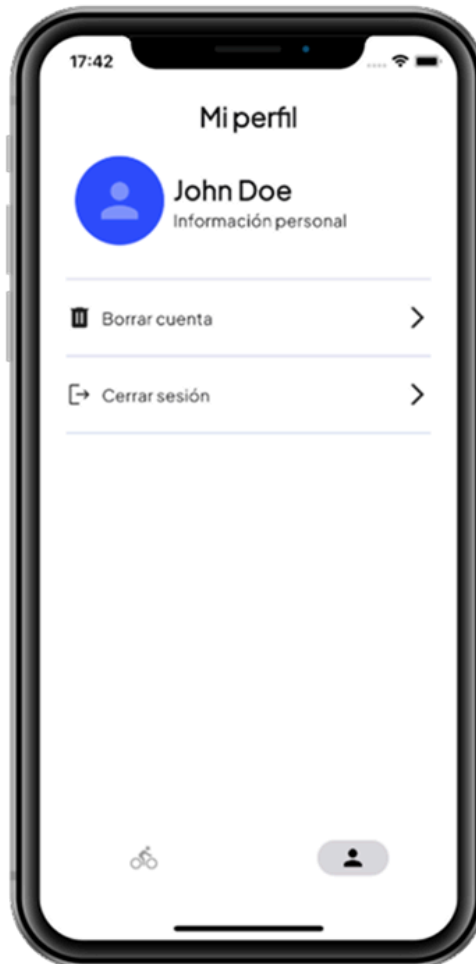 17:42
Mi perfil
John Doe
Información personal
Borrar cuenta
Cerrar sesión